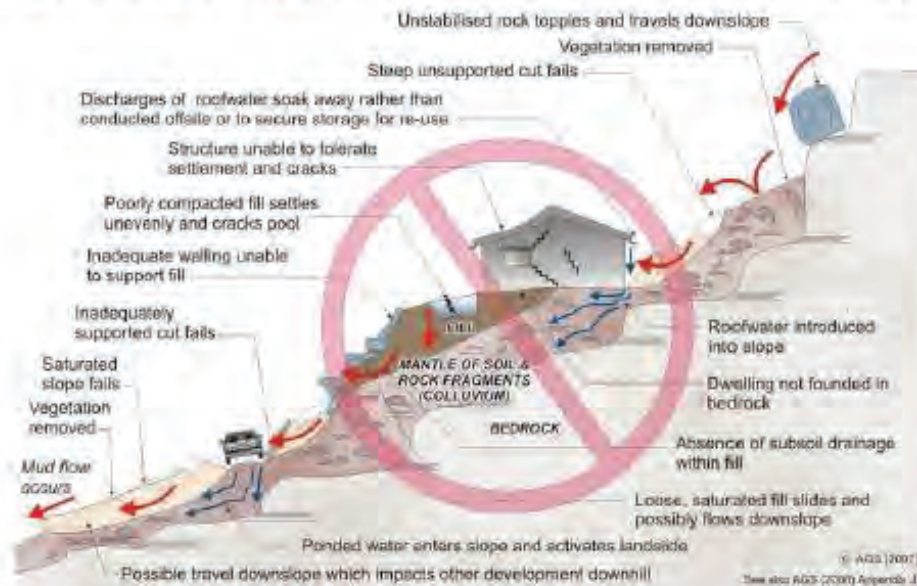 Unstabilised rock topples and travels downslope
Vegetation removed
Steep unsupported cut fails
Discharges of roofwater soak away rather than
conducted offsite or to secure storage for re-use
Structure unable to tolerate
settlement and cracks
Poorly compacted fill settles
unevenly and cracks pool
Inadequate walling unable
to support fill
Inadequately
supported cut fails
Saturated
slope fails
Vegetation
removed
Mud flow
occurs
FILL
MANTLE OF SOIL &
ROCK FRAGMENTS
(COLLUVIUM)
BEDROCK
Roofwater introduced
into slope
Dwelling not founded in
bedrock
Absence of subsoil drainage
within fill
Loose, saturated fill slides and
possibly flows downslope
Ponded water enters slope and activates landslide
Possible travel downslope which impacts other development downhill
© AGS (2007)
See also AGS (2000) Appendix